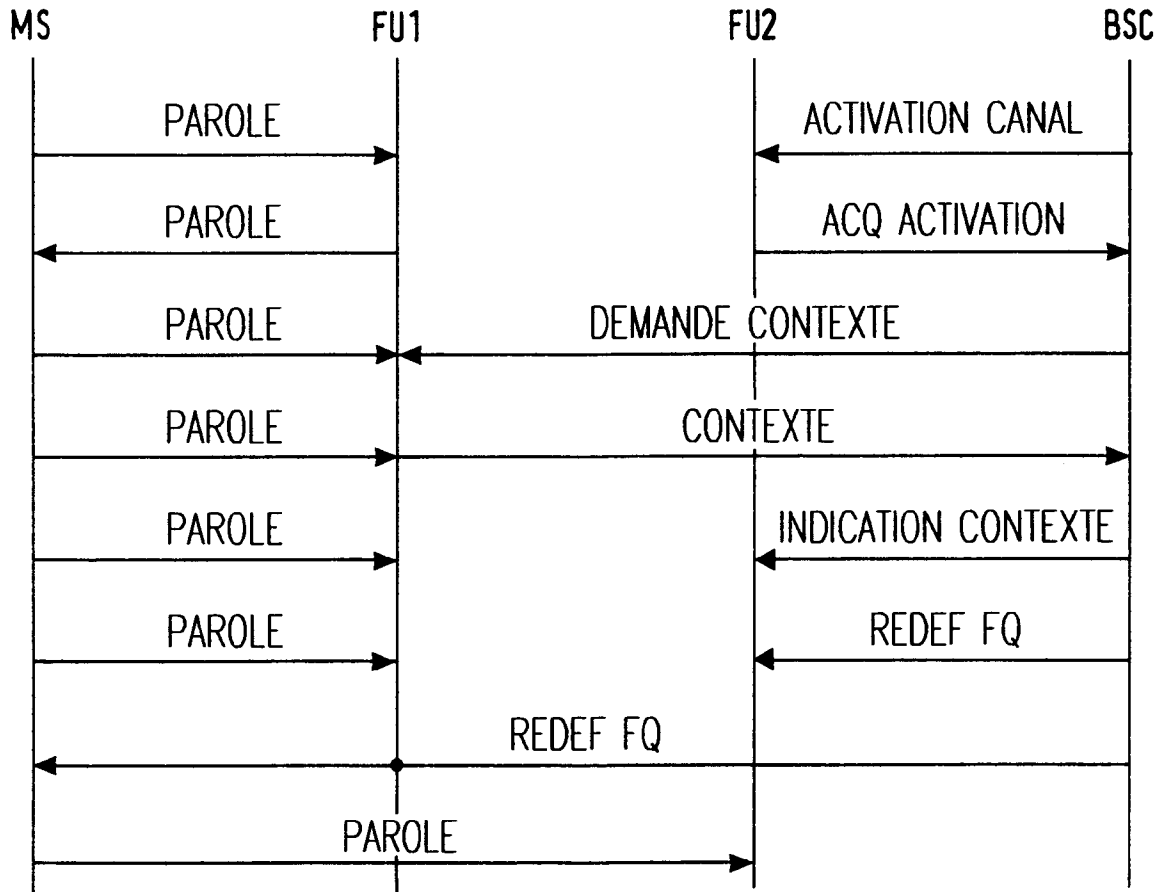 MS FU1 FU2 BSC
PAROLE ACTIVATION CANAL
PAROLE ACQ ACTIVATION
PAROLE DEMANDE CONTEXTE
PAROLE CONTEXTE
PAROLE INDICATION CONTEXTE
PAROLE REDEF FQ
REDEF FQ
PAROLE